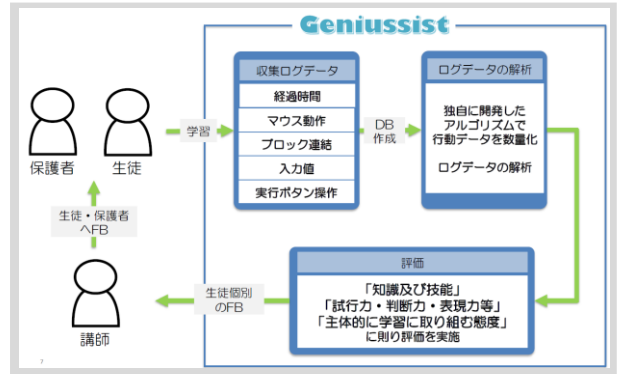 Geniussist
収集ログデータ
経過時間
マウス動作
ブロック連結
入力値
実行ボタン操作
ログデータの解析
独自に開発した
アルゴリズムで
行動データを数量化
ログデータの解析
学習
DB
作成
保護者
生徒
生徒・保護者
へFB
講師
生徒個別
のFB
評価
「知識及び技能」
「試行力・判断力・表現力等」
「主体的に学習に取り組む態度」
に則り評価を実施
7